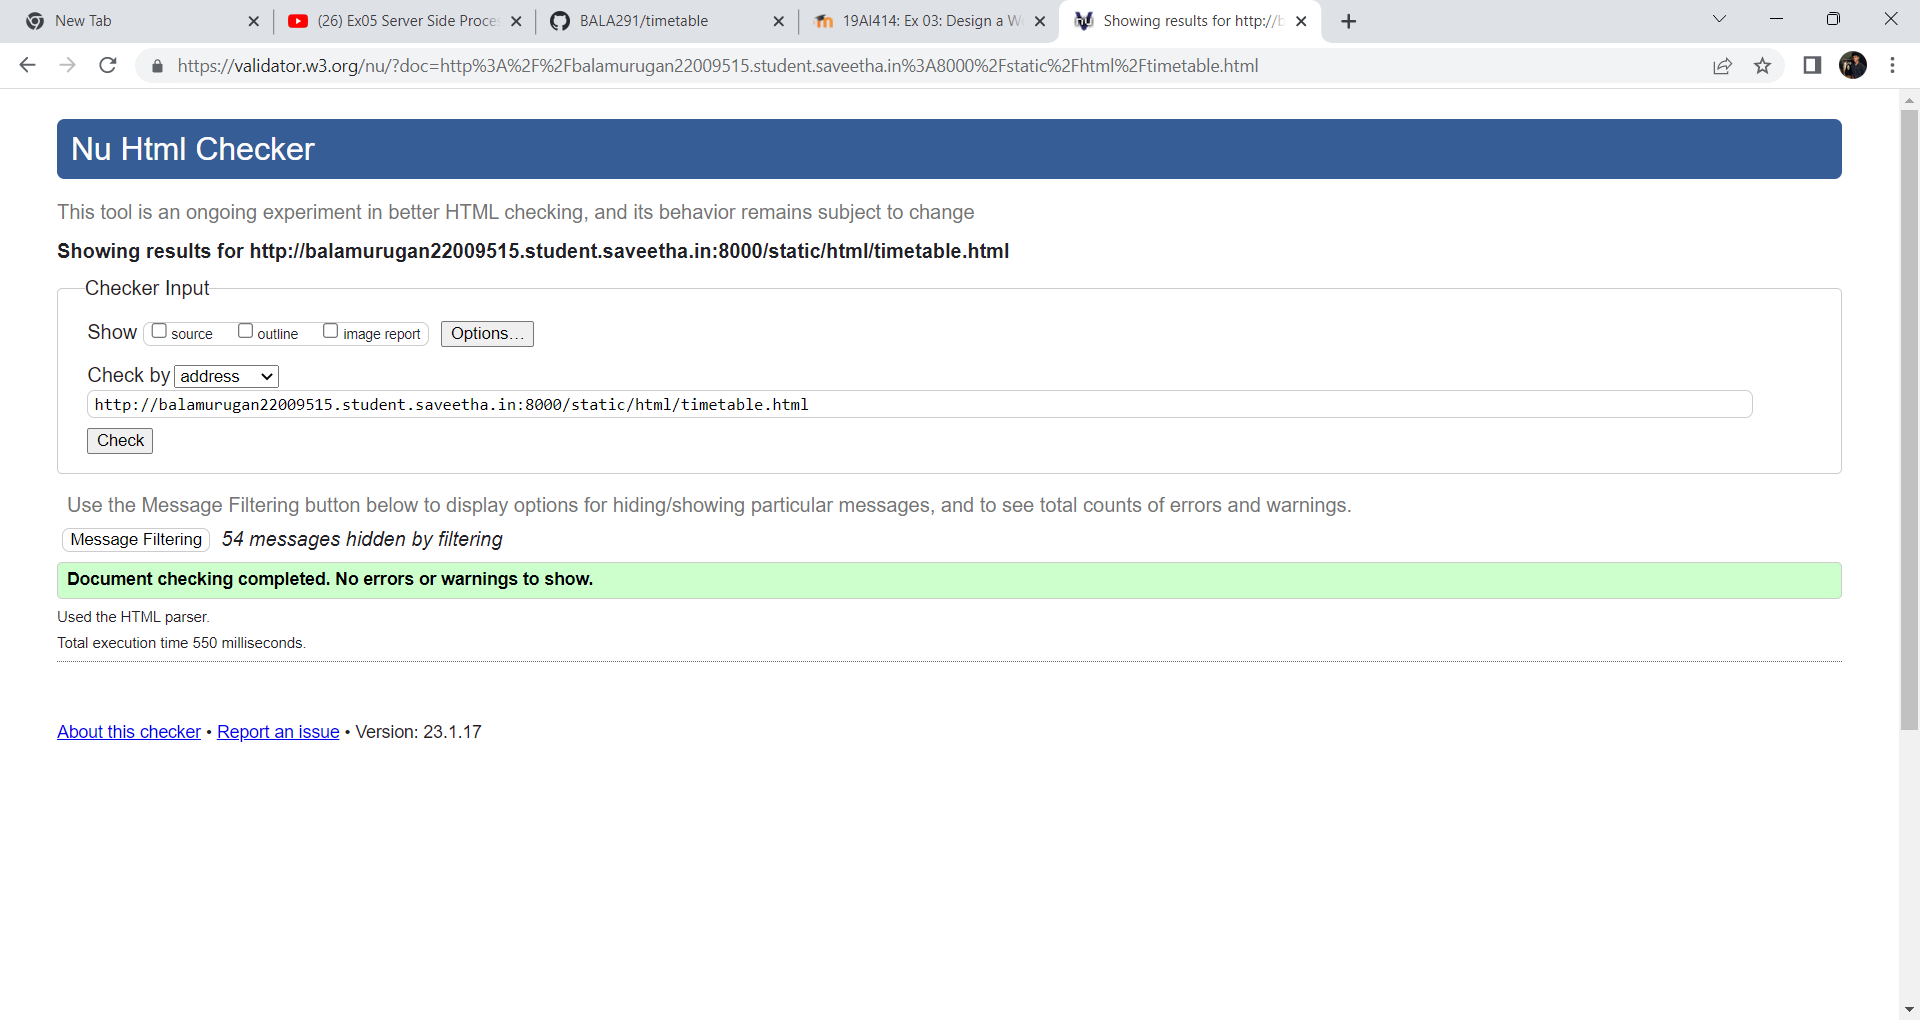 New Tab
(26) Ex05 Server Side Proce
BALA291/timetable
19AI414: Ex 03: Design a W
Showing results for http://b
https://validator.w3.org/nu/?doc=http%3A%2F%2Fbalamurugan22009515.student.saveetha.in%3A8000%2Fstatic%2Fhtml%2Ftimetable.html
Nu Html Checker
This tool is an ongoing experiment in better HTML checking, and its behavior remains subject to change
Showing results for http://balamurugan22009515.student.saveetha.in:8000/static/html/timetable.html
Checker Input
Show source outline image report Options...
Check by address
http://balamurugan22009515.student.saveetha.in:8000/static/html/timetable.html
Check
Use the Message Filtering button below to display options for hiding/showing particular messages, and to see total counts of errors and warnings.
Message Filtering 54 messages hidden by filtering
Document checking completed. No errors or warnings to show.
Used the HTML parser.
Total execution time 550 milliseconds.
About this checker • Report an issue • Version: 23.1.17